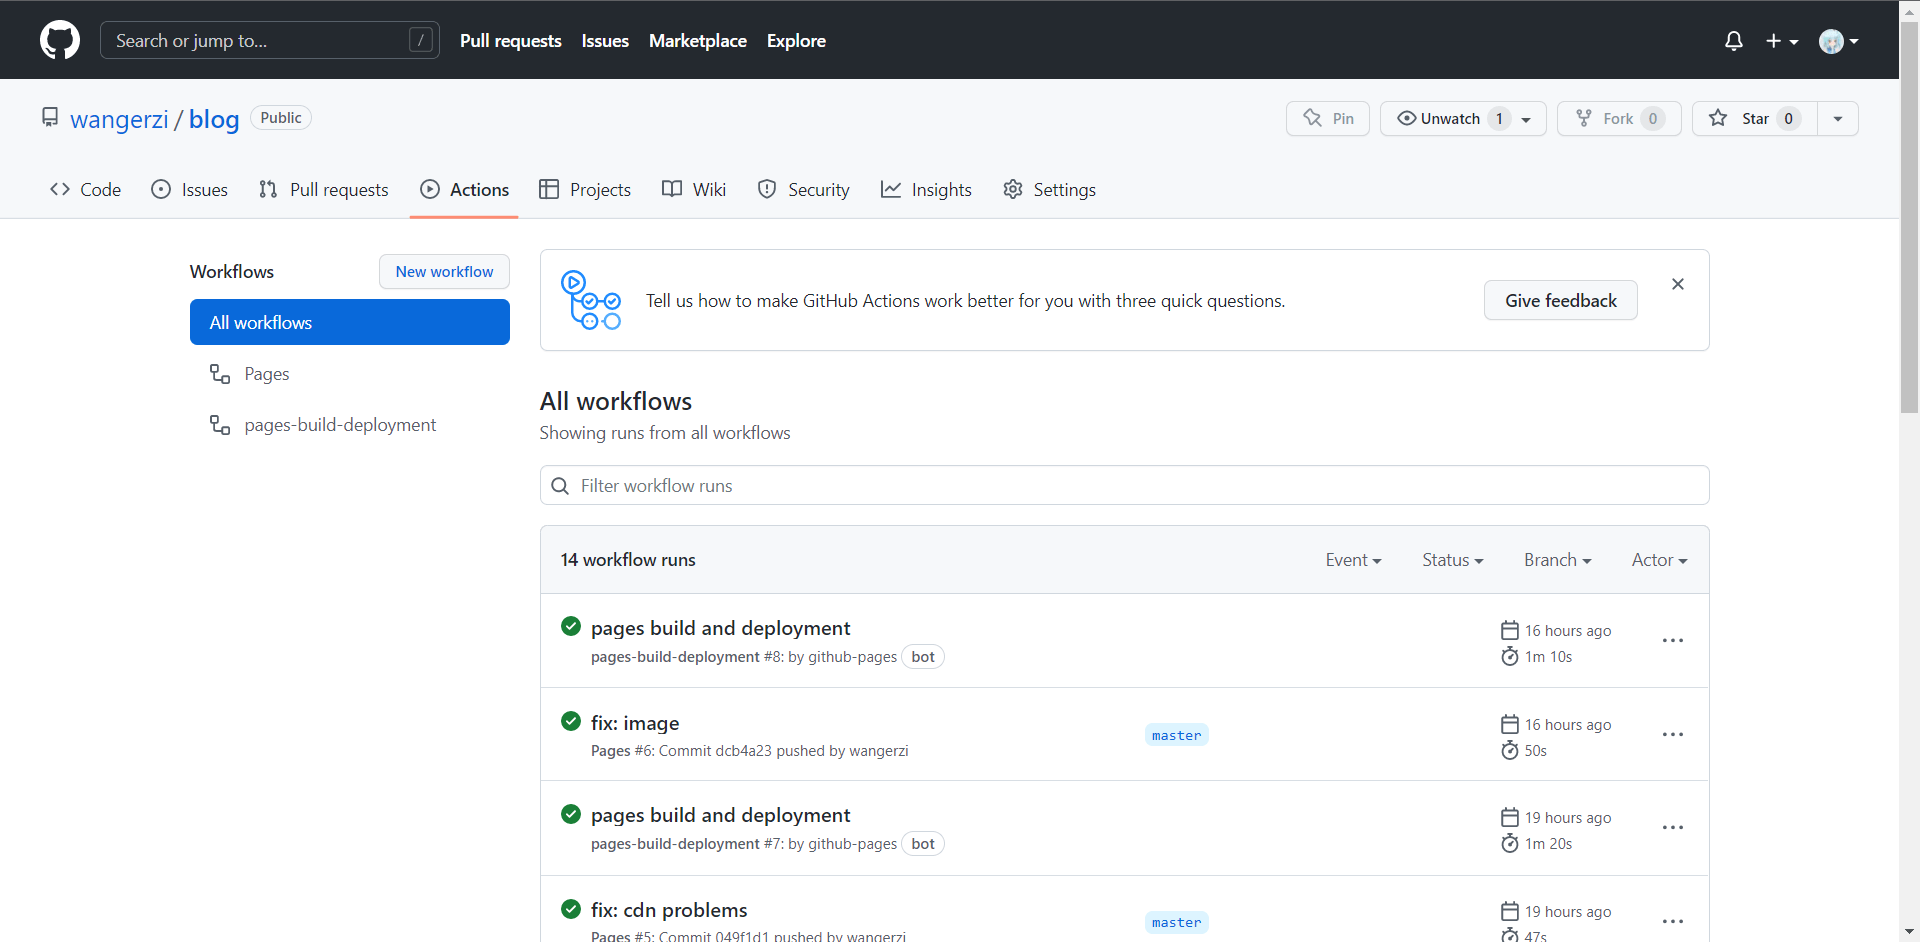 Search or jump to... / Pull requests Issues Marketplace Explore
wangerzi / blog Public Pin Unwatch 1 Fork 0 Star 0
Code Issues Pull requests Actions Projects Wiki Security Insights Settings
Workflows New workflow
All workflows
Pages
pages-build-deployment
Tell us how to make GitHub Actions work better for you with three quick questions. Give feedback
All workflows
Showing runs from all workflows
Filter workflow runs
14 workflow runs Event Status Branch Actor
pages build and deployment
pages-build-deployment #8: by github-pages bot
16 hours ago
1m 10s
fix: image
Pages #6: Commit dcb4a23 pushed by wangerzi
master
16 hours ago
50s
pages build and deployment
pages-build-deployment #7: by github-pages bot
19 hours ago
1m 20s
fix: cdn problems
Pages #5: Commit 049f1d1 pushed by wangerzi
master
19 hours ago
47s